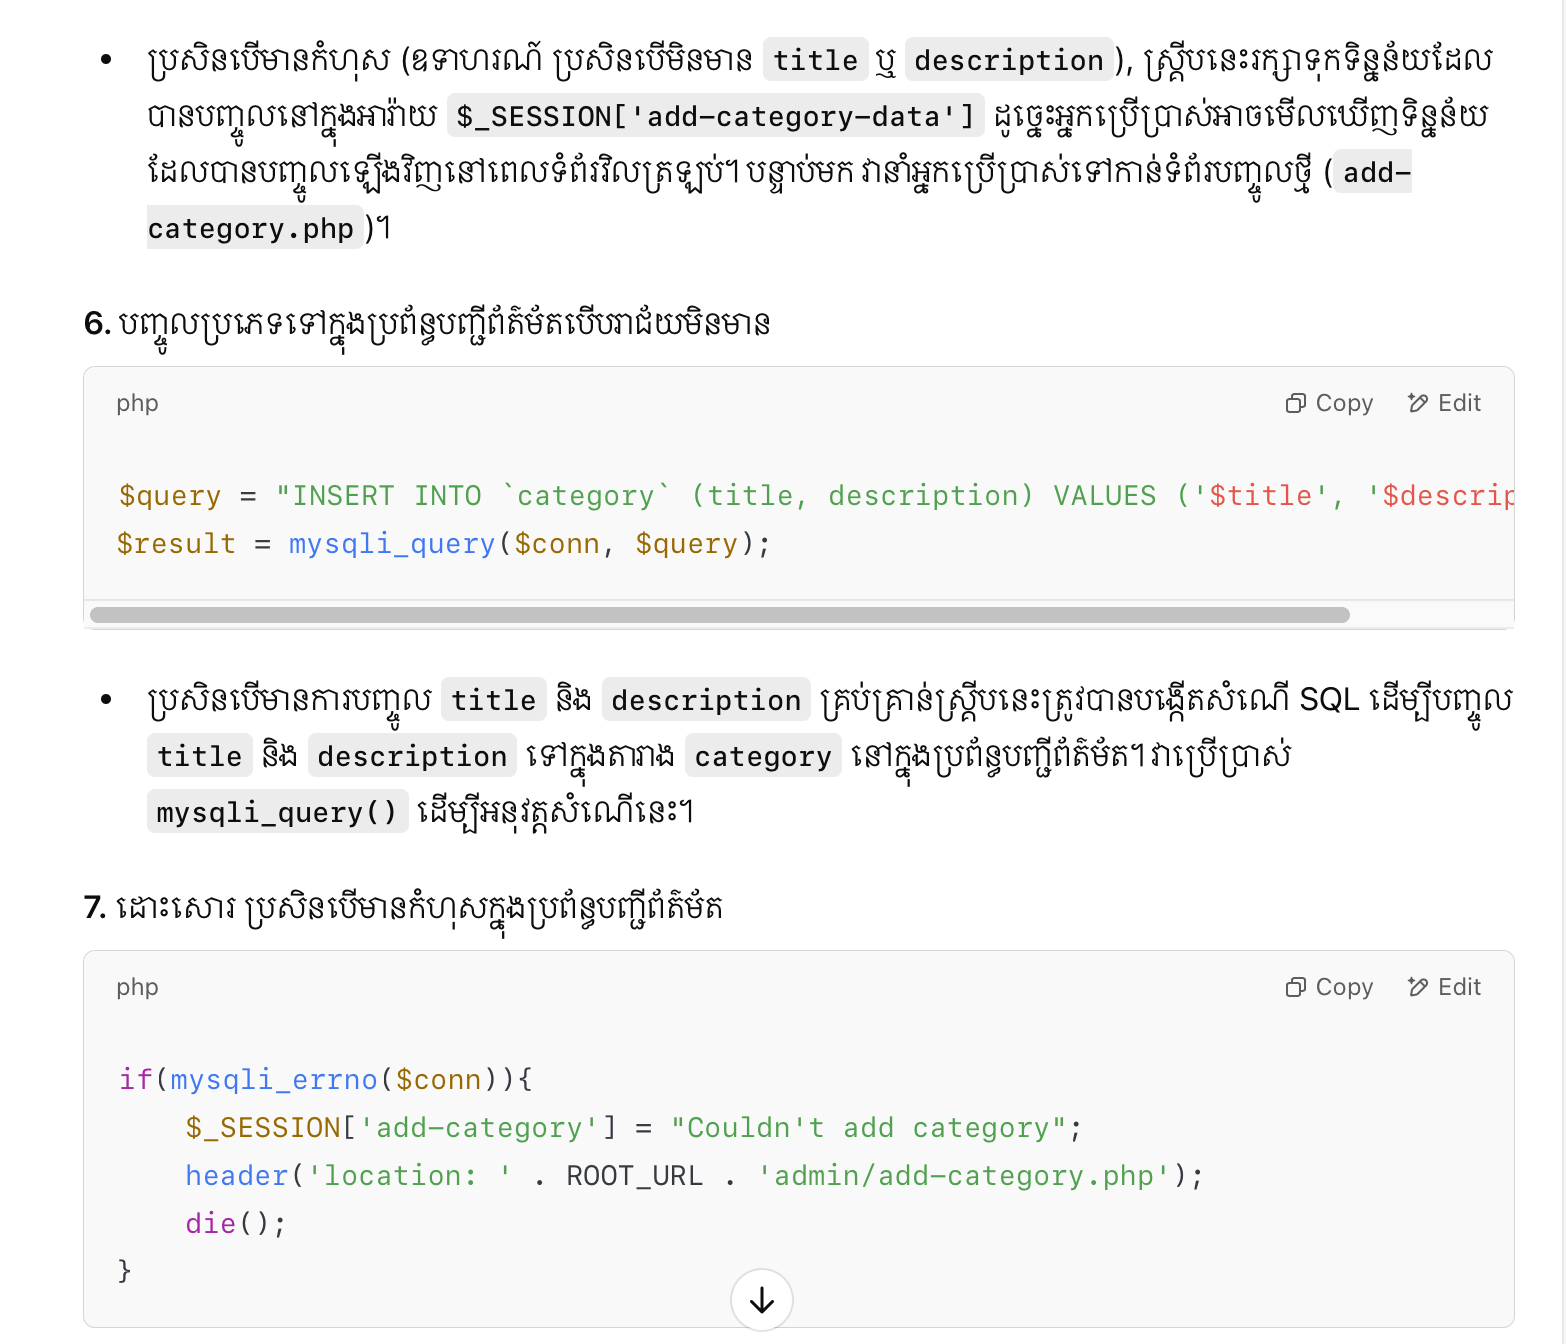 • ប្រសិនបើមានកំហុស (ឧទាហរណ៍ ប្រសិនបើមិនមាន title ឬ description), ស្គ្រីបនេះរក្សាទុកទិន្នន័យដែល
បានបញ្ចូលនៅក្នុងអារ៉ាយ $_SESSION['add-category-data'] ដូច្នេះអ្នកប្រើប្រាស់អាចមើលឃើញទិន្នន័យ
ដែលបានបញ្ចូលឡើងវិញនៅពេលទំព័រវិលត្រឡប់។ បន្ទាប់មក វានាំអ្នកប្រើប្រាស់ទៅកាន់ទំព័របញ្ចូលថ្មី (add-
category.php)។
6. បញ្ចូលប្រភេទទៅក្នុងប្រព័ន្ធបញ្ជីព័ត៌ម័តបើបរាជ័យមិនមាន
php Copy Edit
$query = "INSERT INTO `category` (title, description) VALUES ('$title', '$descrip
$result = mysqli_query($conn, $query);
• ប្រសិនបើមានការបញ្ចូល title និង description គ្រប់គ្រាន់ស្គ្រីបនេះត្រូវបានបង្កើតសំណើ SQL ដើម្បីបញ្ចូល
title និង description ទៅក្នុងតារាង category នៅក្នុងប្រព័ន្ធបញ្ជីព័ត៌ម័ត។ វាប្រើប្រាស់
mysqli_query() ដើម្បីអនុវត្តសំណើនេះ។
7. ដោះសោរ ប្រសិនបើមានកំហុសក្នុងប្រព័ន្ធបញ្ជីព័ត៌ម័ត
php Copy Edit
if(mysqli_errno($conn)){
    $_SESSION['add-category'] = "Couldn't add category";
    header('location: ' . ROOT_URL . 'admin/add-category.php');
    die();
}